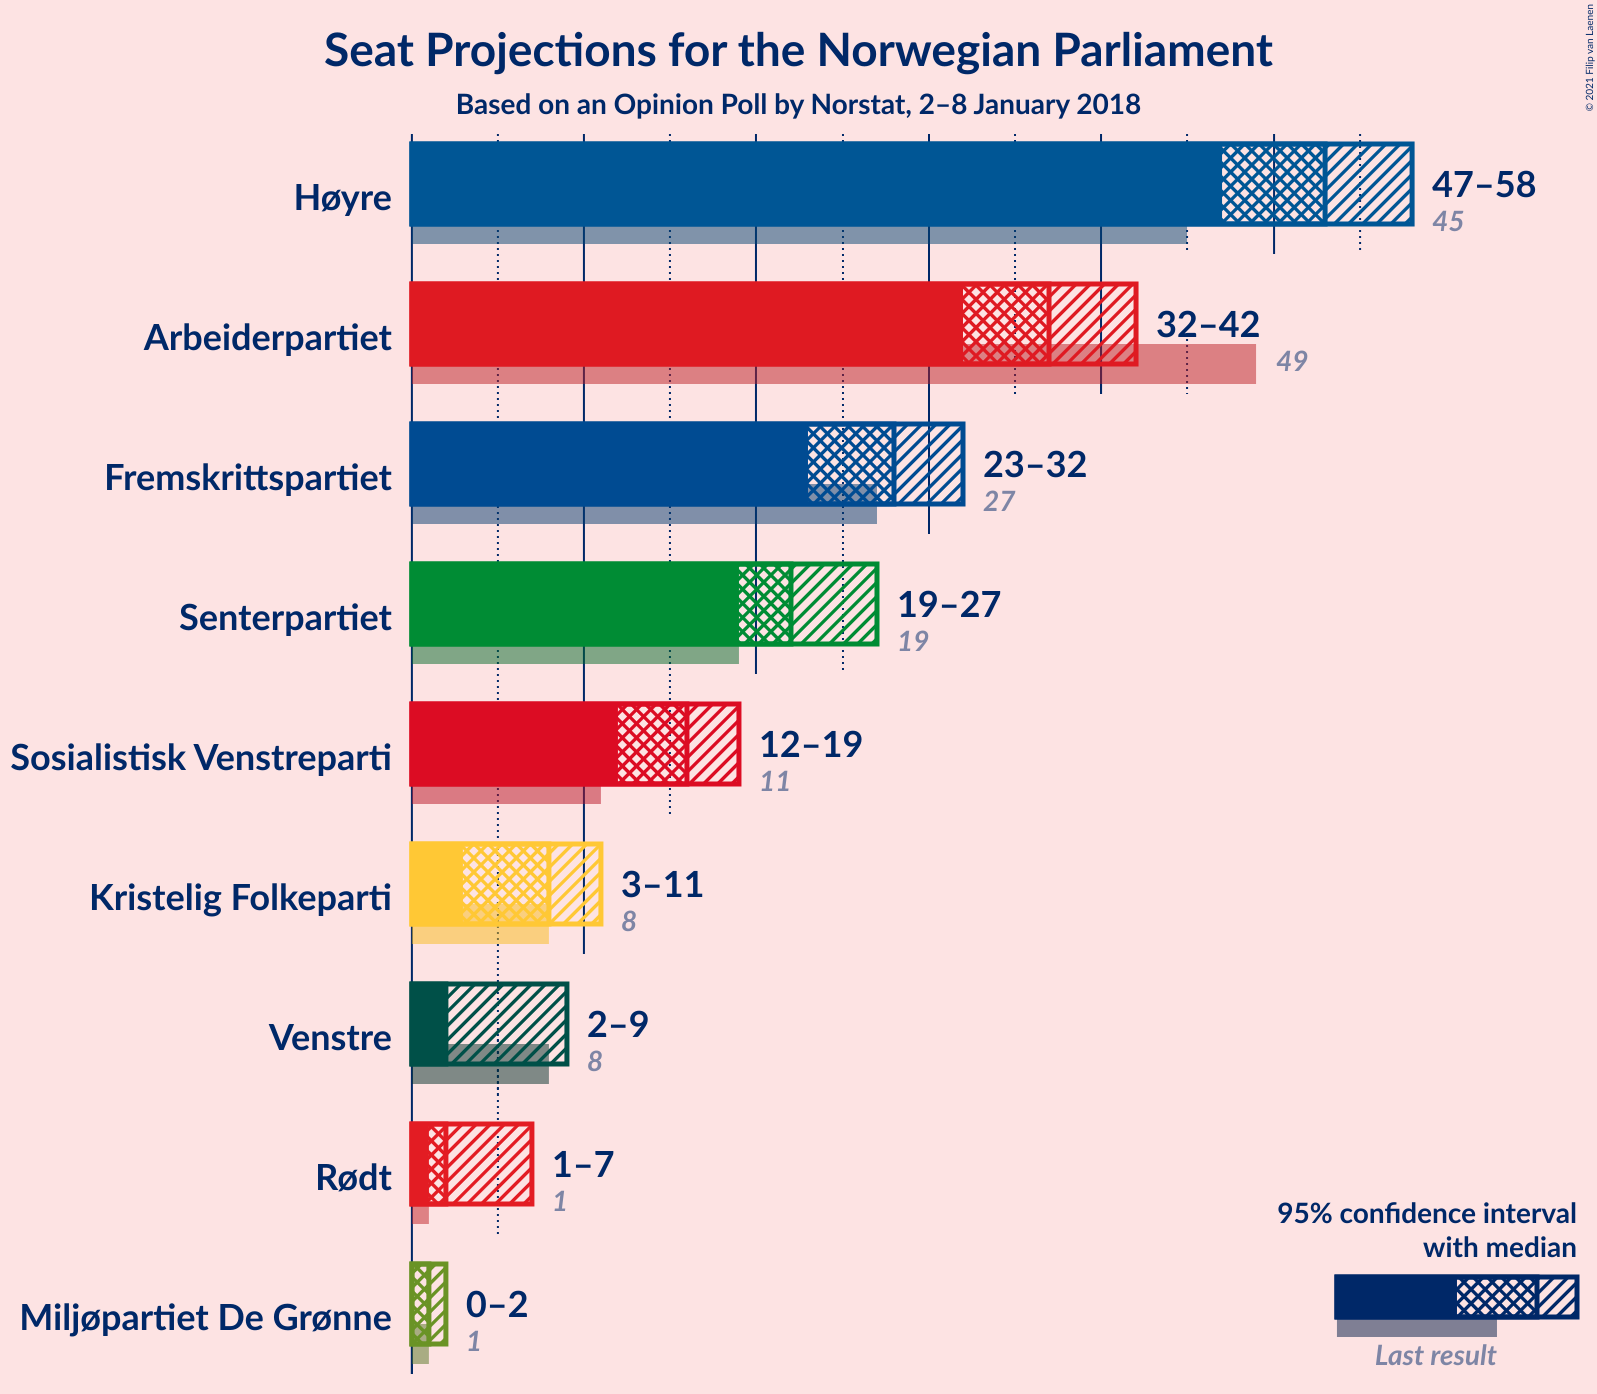 Seat Projections for the Norwegian Parliament
Based on an Opinion Poll by Norstat, 2–8 January 2018
© 2021 Filip van Laenen
Høyre
47–58
45
Arbeiderpartiet
32–42
49
Fremskrittspartiet
23–32
27
Senterpartiet
19–27
19
Sosialistisk Venstreparti
12–19
11
Kristelig Folkeparti
3–11
8
Venstre
2–9
8
Rødt
1–7
1
Miljøpartiet De Grønne
0–2
1
95% confidence interval
with median
Last result